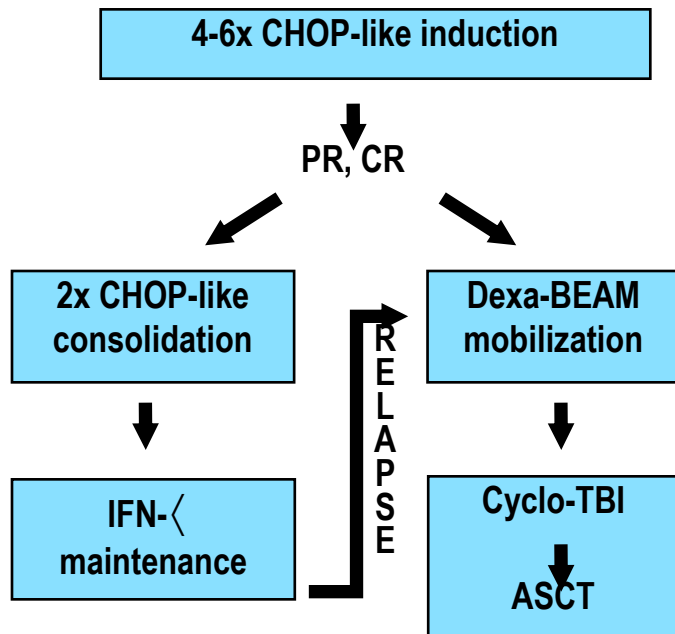 4-6x CHOP-like induction
PR, CR
2x CHOP-like
consolidation
Dexa-BEAM
mobilization
RELAPSE
IFN-〈
maintenance
Cyclo-TBI
ASCT